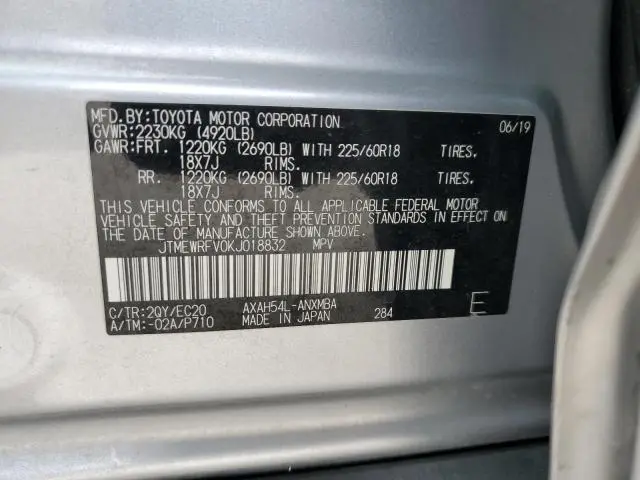 MFD.BY:TOYOTA MOTOR CORPORATION 06/19
GVWR:2230KG (4920LB)
GAWR:FRT. 1220KG (2690LB) WITH 225/60R18 TIRES.
18X7J RIMS.
RR. 1220KG (2690LB) WITH 225/60R18 TIRES.
18X7J RIMS.
THIS VEHICLE CONFORMS TO ALL APPLICABLE FEDERAL MOTOR
VEHICLE SAFETY AND THEFT PREVENTION STANDARDS IN EFFECT ON
THE DATE OF MANUFACTURE SHOWN ABOVE.
JTMEWRFV0KJ018832 MPV
C/TR:2QY/EC20 AXAH54L-ANXMBA
A/TM:-02A/P710 MADE IN JAPAN 284 E